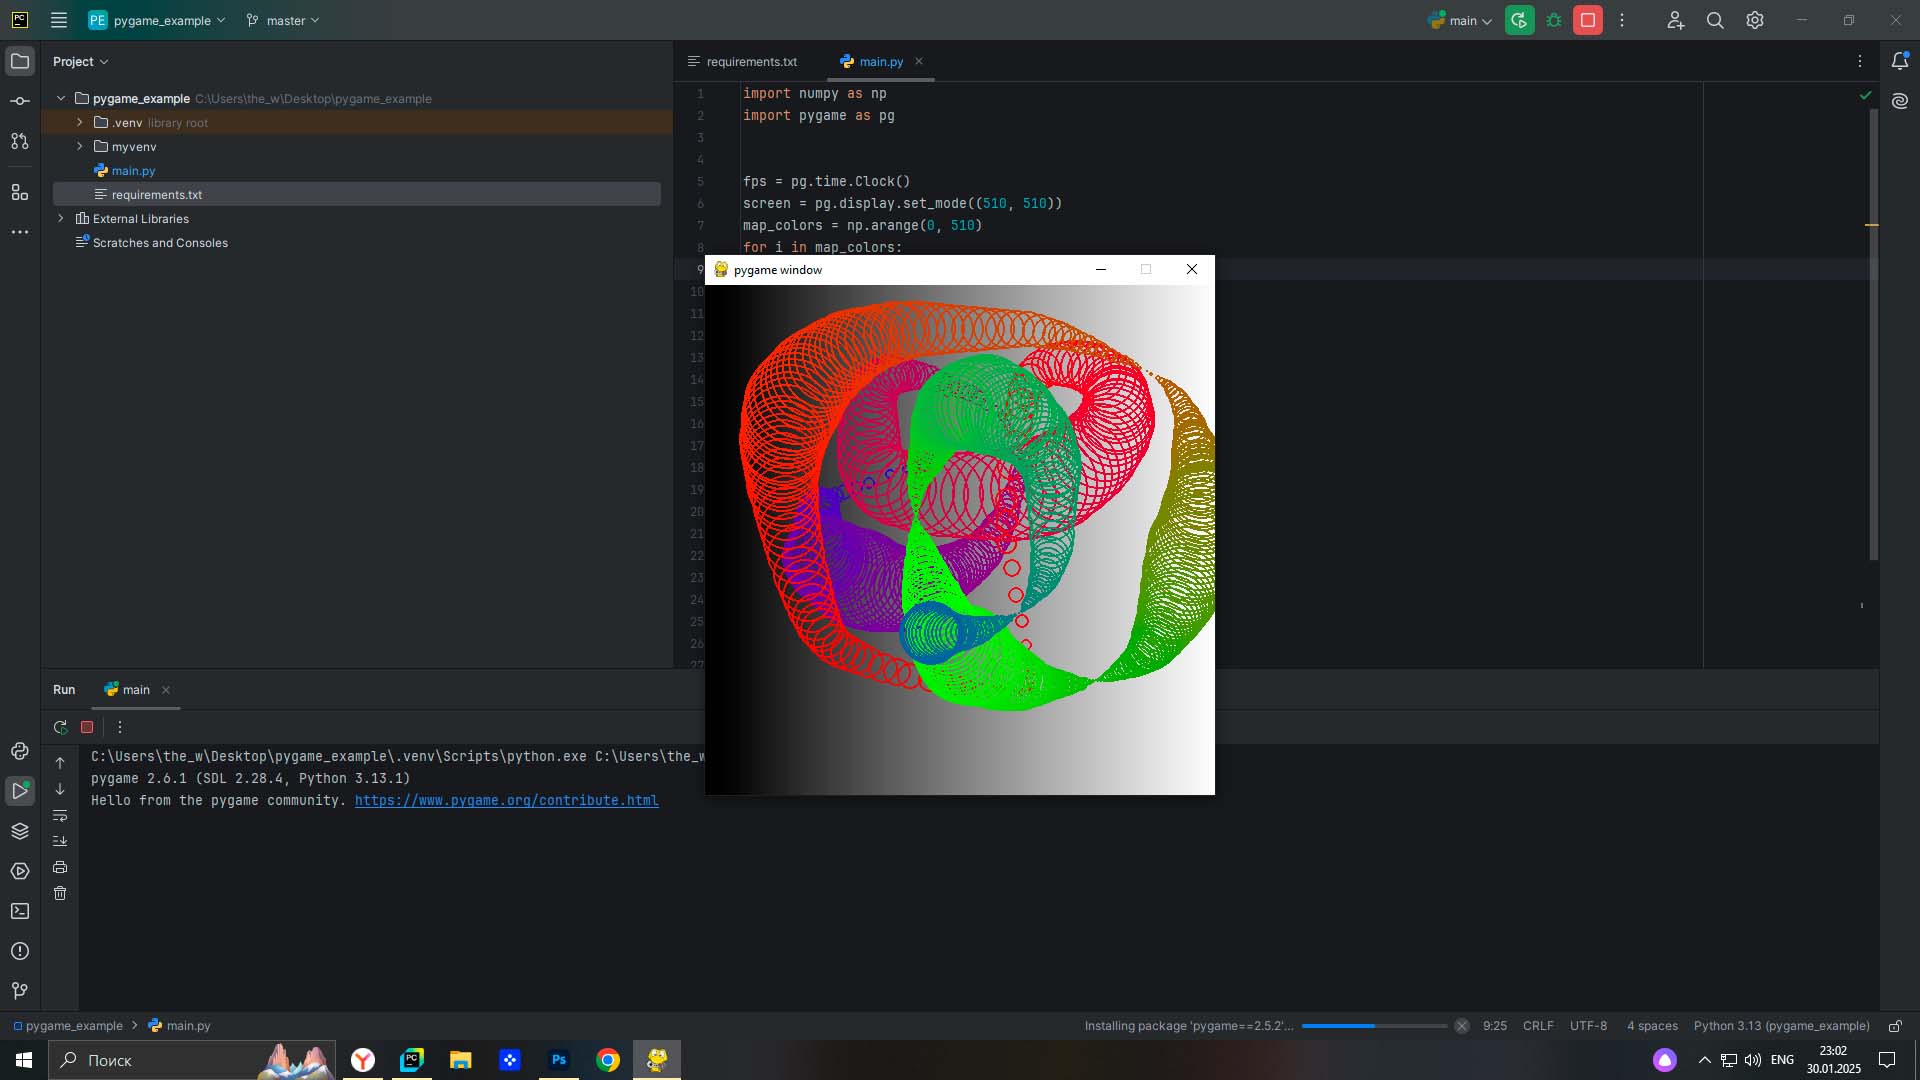 PC
PE pygame_example
master
main
Project
requirements.txt
main.py
pygame_example C:\Users\the_w\Desktop\pygame_example
.venv library root
myvenv
main.py
requirements.txt
External Libraries
Scratches and Consoles
1 import numpy as np
2 import pygame as pg
3
4
5 fps = pg.time.Clock()
6 screen = pg.display.set_mode((510, 510))
7 map_colors = np.arange(0, 510)
8 for i in map_colors:
9
10
11
12
13
14
15
16
17
18
19
20
21
22
23
24
25
26
27
pygame window
Run
main
C:\Users\the_w\Desktop\pygame_example\.venv\Scripts\python.exe C:\Users\the_w
pygame 2.6.1 (SDL 2.28.4, Python 3.13.1)
Hello from the pygame community. https://www.pygame.org/contribute.html
pygame_example > main.py
Installing package 'pygame==2.5.2'...
9:25
CRLF
UTF-8
4 spaces
Python 3.13 (pygame_example)
Поиск
Y
PC
Ps
ENG
23:02
30.01.2025